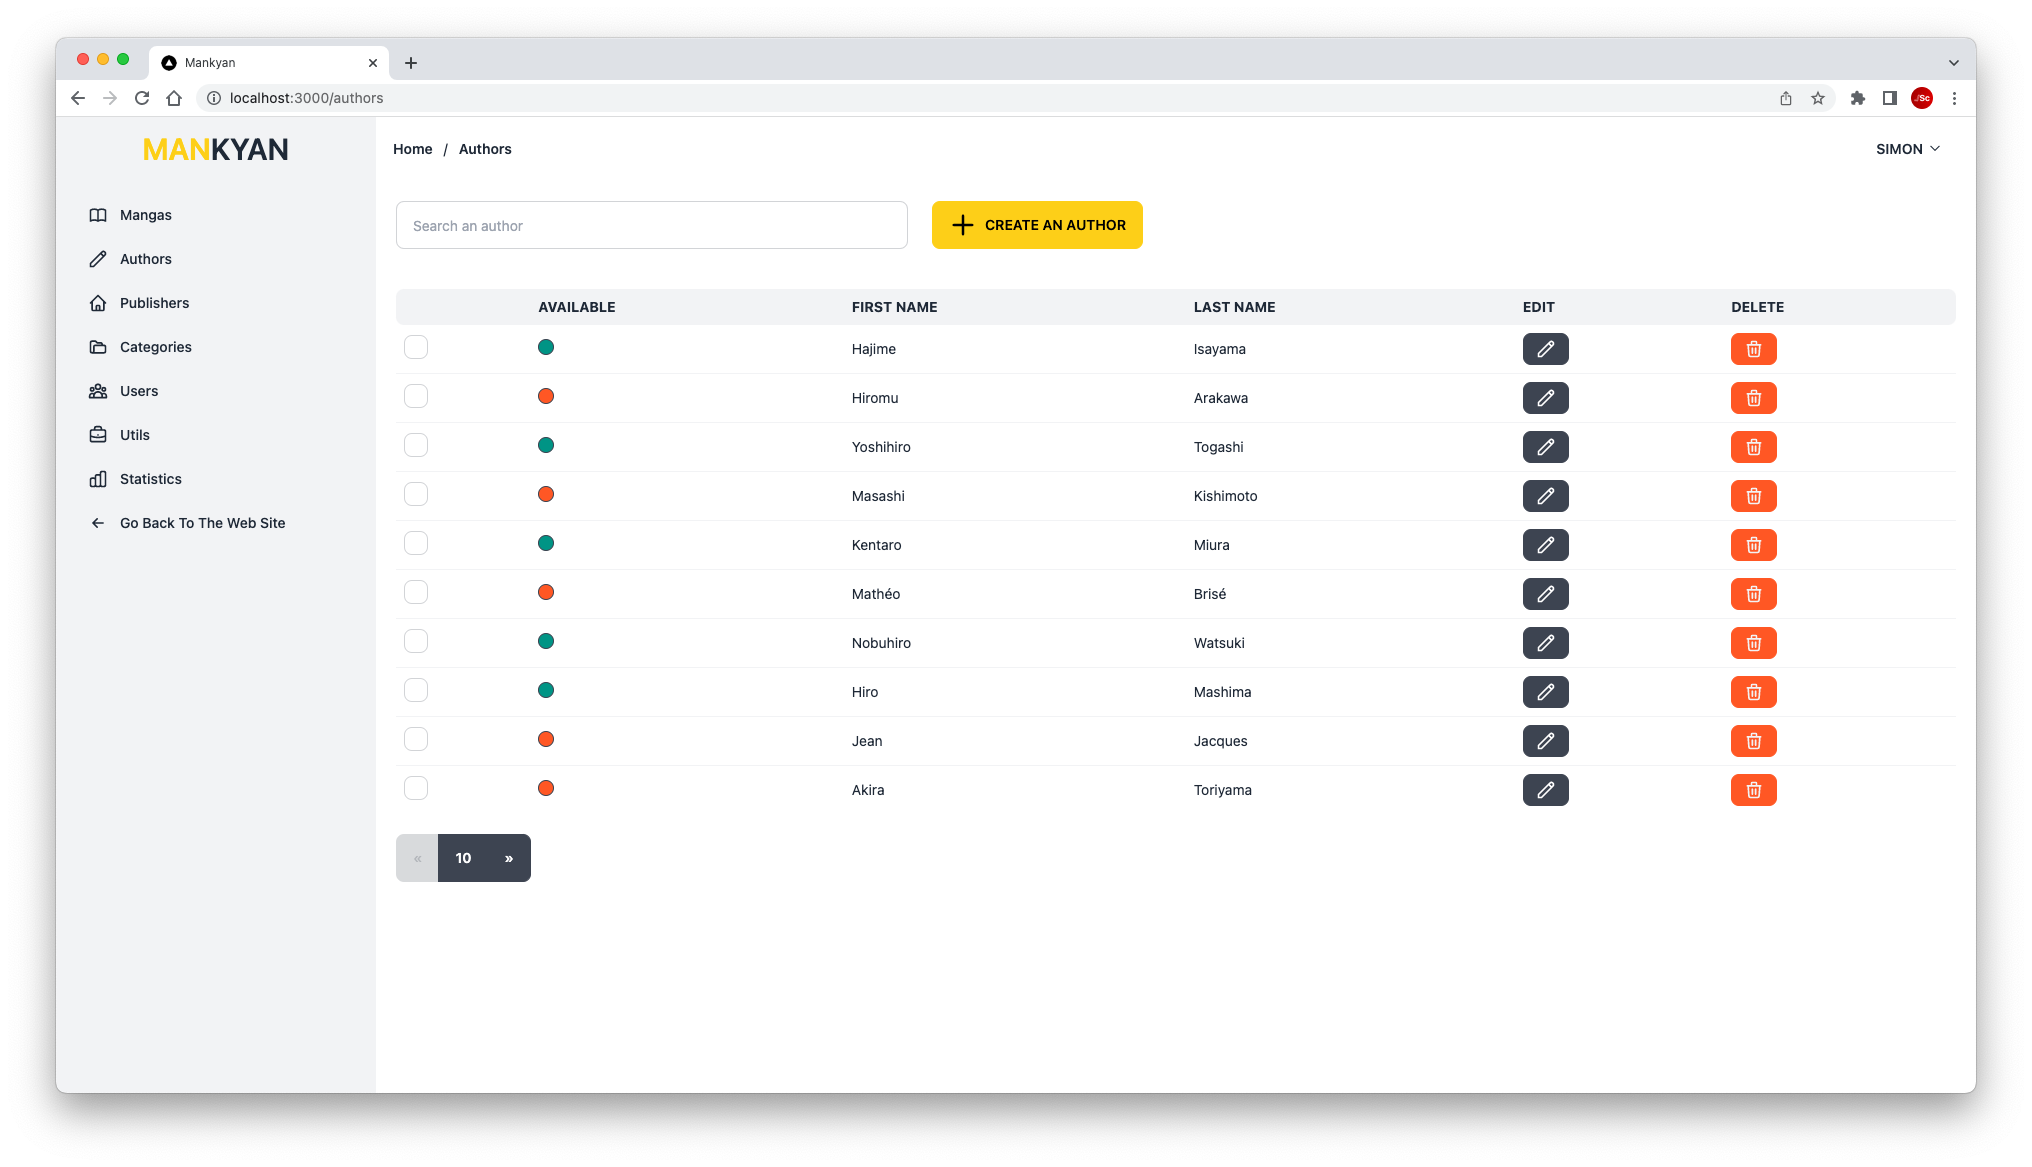 Mankyan
localhost:3000/authors
MANKYAN
Home / Authors
SIMON
Mangas
Authors
Publishers
Categories
Users
Utils
Statistics
Go Back To The Web Site
Search an author
CREATE AN AUTHOR
AVAILABLE FIRST NAME LAST NAME EDIT DELETE
Hajime Isayama
Hiromu Arakawa
Yoshihiro Togashi
Masashi Kishimoto
Kentaro Miura
Mathéo Brisé
Nobuhiro Watsuki
Hiro Mashima
Jean Jacques
Akira Toriyama
« 10 »